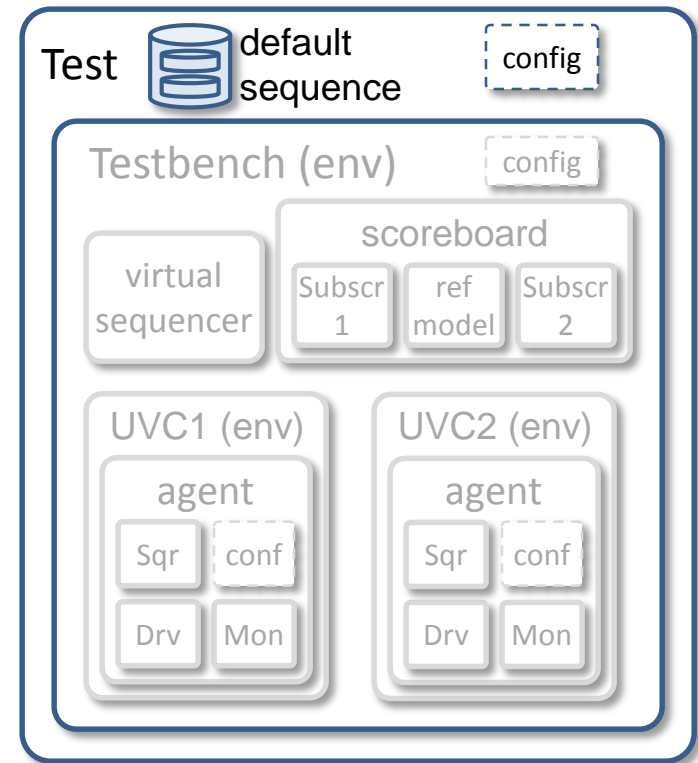 Test
default
sequence
config
Testbench (env)
config
virtual
sequencer
scoreboard
Subscr
1
ref
model
Subscr
2
UVC1 (env)
agent
Sqr
conf
Drv
Mon
UVC2 (env)
agent
Sqr
conf
Drv
Mon